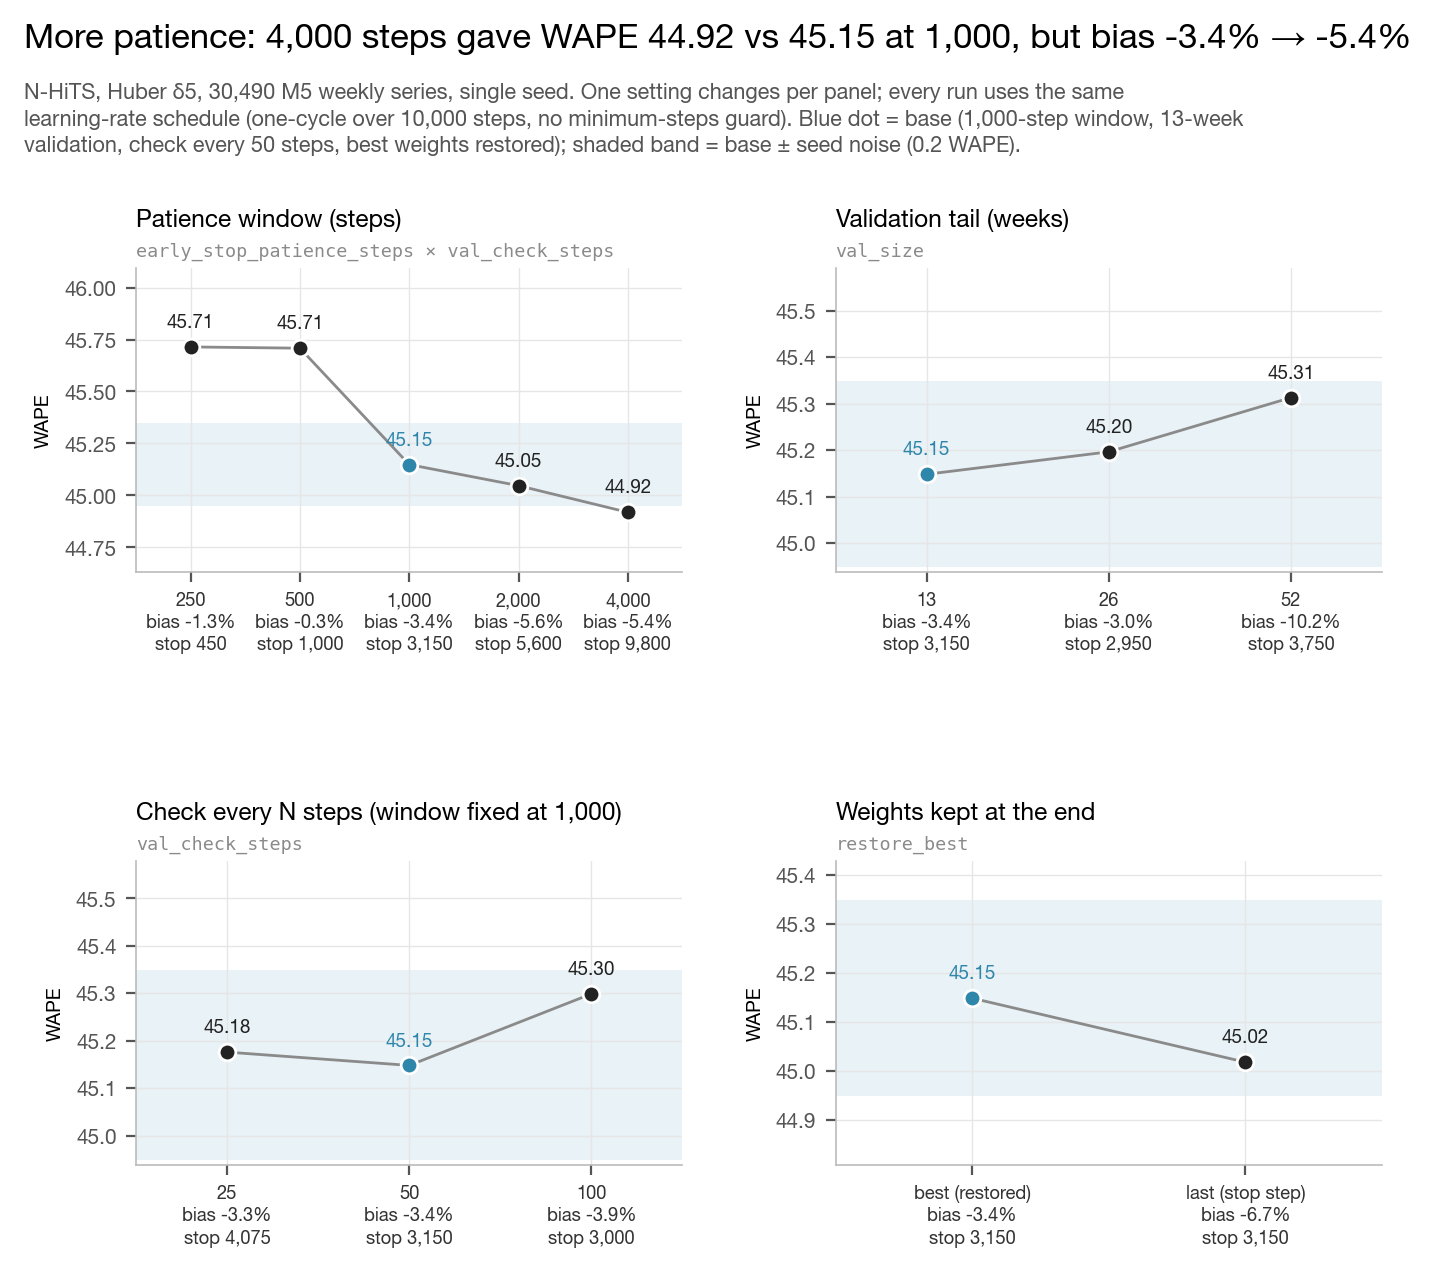 More patience: 4,000 steps gave WAPE 44.92 vs 45.15 at 1,000, but bias -3.4% → -5.4%
N-HiTS, Huber δ5, 30,490 M5 weekly series, single seed. One setting changes per panel; every run uses the same
learning-rate schedule (one-cycle over 10,000 steps, no minimum-steps guard). Blue dot = base (1,000-step window, 13-week
validation, check every 50 steps, best weights restored); shaded band = base ± seed noise (0.2 WAPE).
Patience window (steps)
early_stop_patience_steps × val_check_steps
WAPE
46.00
45.75
45.50
45.25
45.00
44.75
45.71
45.71
45.15
45.05
44.92
250
bias -1.3%
stop 450
500
bias -0.3%
stop 1,000
1,000
bias -3.4%
stop 3,150
2,000
bias -5.6%
stop 5,600
4,000
bias -5.4%
stop 9,800
Validation tail (weeks)
val_size
WAPE
45.5
45.4
45.3
45.2
45.1
45.0
45.15
45.20
45.31
13
bias -3.4%
stop 3,150
26
bias -3.0%
stop 2,950
52
bias -10.2%
stop 3,750
Check every N steps (window fixed at 1,000)
val_check_steps
WAPE
45.5
45.4
45.3
45.2
45.1
45.0
45.18
45.15
45.30
25
bias -3.3%
stop 4,075
50
bias -3.4%
stop 3,150
100
bias -3.9%
stop 3,000
Weights kept at the end
restore_best
WAPE
45.4
45.3
45.2
45.1
45.0
44.9
45.15
45.02
best (restored)
bias -3.4%
stop 3,150
last (stop step)
bias -6.7%
stop 3,150